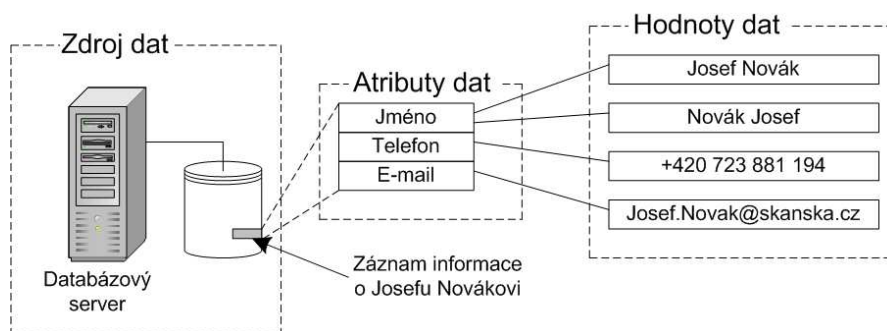 Zdroj dat
Databázový
server
Atributy dat
Jméno
Telefon
E-mail
Záznam informace
o Josefu Novákovi
Hodnoty dat
Josef Novák
Novák Josef
+420 723 881 194
Josef.Novak@skanska.cz